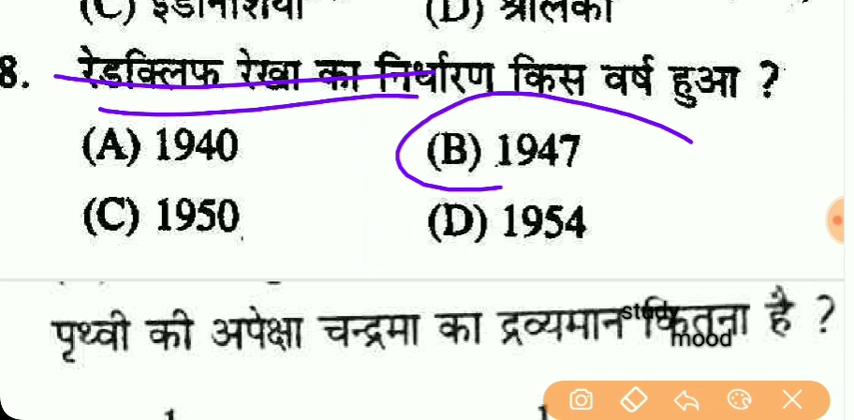 (C) इंडोनेशिया (D) श्रीलंका
8. रेडक्लिफ रेखा का निर्धारण किस वर्ष हुआ ?
(A) 1940 (B) 1947
(C) 1950 (D) 1954
पृथ्वी की अपेक्षा चन्द्रमा का द्रव्यमान कितना है ?
study
mood